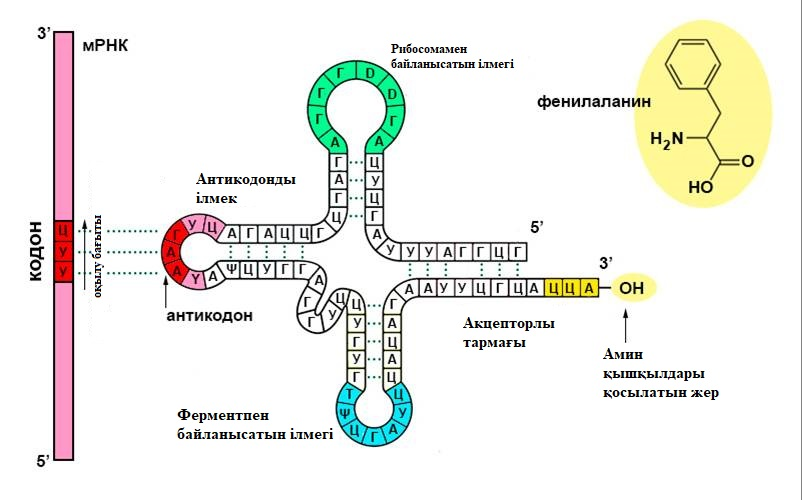 3’
мРНК
кодон
оқылу бағыты
Ц
У
У
5’
Рибосомамен
байланысатын ілмегі
фенилаланин
H₂N
O
HO
Антикодонды
ілмек
антикодон
Г
А
А
У
Ц
А
Г
А
Ц
Ц
Г
Ц
Г
А
Г
А
Г
Г
Г
Г
D
D
Г
А
Ц
У
Ц
Г
А
У
У
У
А
Г
Г
Ц
Г
5’
Y
А
Ψ
Ц
У
Г
Г
А
Г
Г
У
Ц
Ц
У
Г
У
Г
Т
Ψ
Ц
Г
А
У
Ц
Ц
А
Ц
А
Г
А
А
У
У
Ц
Г
Ц
А
Ц
Ц
А
3’
OH
Акцепторлы
тармағы
Амин
қышқылдары
қосылатын жер
Ферментпен
байланысатын ілмегі